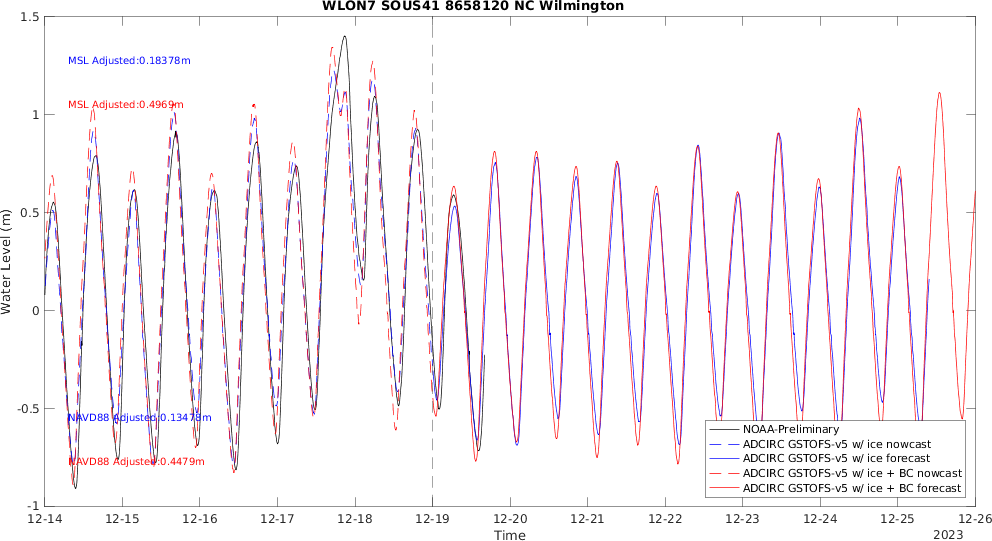 WLON7 SOUS41 8658120 NC Wilmington
1.5
MSL Adjusted:0.18378m
MSL Adjusted:0.4969m
1
0.5
Water Level (m)
0
-0.5
NAVD88 Adjusted:0.13478m
NAVD88 Adjusted:0.4479m
NOAA-Preliminary
ADCIRC GSTOFS-v5 w/ ice nowcast
ADCIRC GSTOFS-v5 w/ ice forecast
ADCIRC GSTOFS-v5 w/ ice + BC nowcast
ADCIRC GSTOFS-v5 w/ ice + BC forecast
-1
12-14 12-15 12-16 12-17 12-18 12-19 12-20 12-21 12-22 12-23 12-24 12-25 12-26
Time
2023